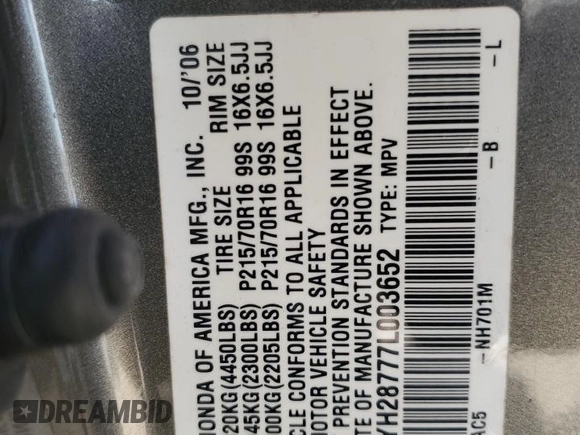 HONDA OF AMERICA MFG., INC. 10/'06
20KG(4450LBS) TIRE SIZE RIM SIZE
45KG(2300LBS) P215/70R16 99S 16X6.5JJ
00KG(2205LBS) P215/70R16 99S 16X6.5JJ
CLE CONFORMS TO ALL APPLICABLE
MOTOR VEHICLE SAFETY
PREVENTION STANDARDS IN EFFECT
TE OF MANUFACTURE SHOWN ABOVE.
YH28777L003652 TYPE: MPV
AC5 -NH701M -B -L
DREAMBID